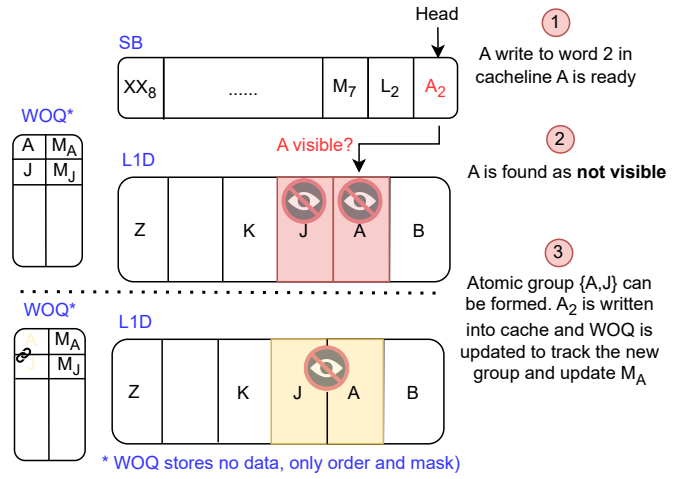 Head
1
SB
A write to word 2 in
cacheline A is ready
XX8
......
M7
L2
A2
WOQ*
A
MA
J
MJ
A visible?
2
L1D
A is found as not visible
Z
K
J
A
B
3
Atomic group {A,J} can
be formed. A2 is written
into cache and WOQ is
updated to track the new
group and update MA
WOQ*
A
MA
J
MJ
L1D
Z
K
J
A
B
* WOQ stores no data, only order and mask)